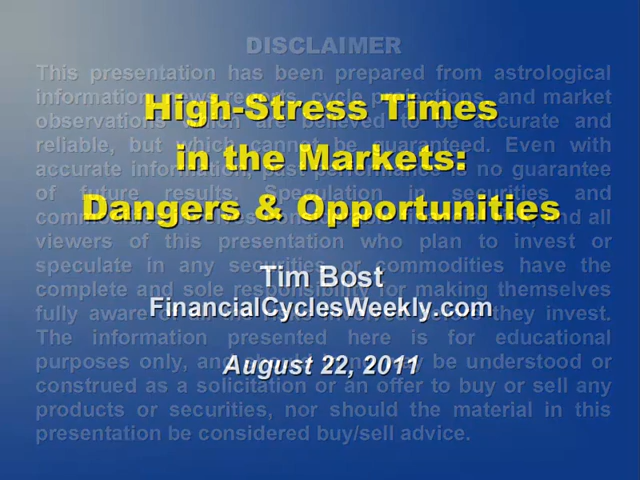 DISCLAIMER
This presentation has been prepared from astrological
information, news reports, cycle projections, and market
High-Stress Times
observations which are believed to be accurate and
reliable, but which cannot be guaranteed. Even with
in the Markets:
accurate information, past performance is no guarantee
of future results. Speculation in securities and
Dangers & Opportunities
and all
viewers of this presentation who plan to invest or
speculate in any securities or commodities have the
Tim Bost
complete and sole responsibility for making themselves
FinancialCyclesWeekly.com
fully aware they invest.
The information presented here is for educational
August 22, 2011
purposes only, and be understood or
construed as a solicitation or an offer to buy or sell any
products or securities, nor should the material in this
presentation be considered buy/sell advice.